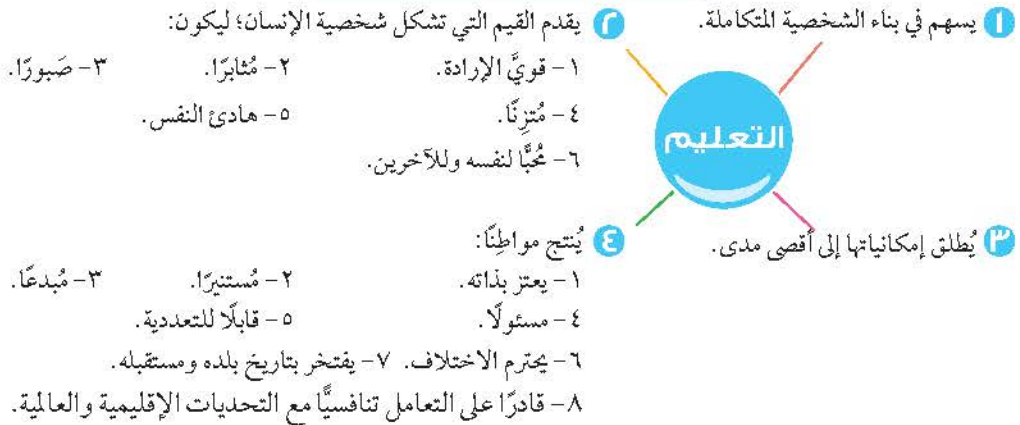 ١ يسهم في بناء الشخصية المتكاملة.
٢ يقدم القيم التي تشكل شخصية الإنسان؛ ليكون:
١- قويَّ الإرادة. ٢- مُثابرًا. ٣- صَبورًا.
٤- مُتزِنًا. ٥- هادئ النفس.
٦- مُحبًّا لنفسه وللآخرين.
التعليم
٣ يُطلق إمكانياتها إلى أقصى مدى.
٤ يُنتج مواطِنًا:
١- يعتز بذاته. ٢- مُستنيرًا. ٣- مُبدعًا.
٤- مسئولًا. ٥- قابلًا للتعددية.
٦- يحترم الاختلاف. ٧- يفتخر بتاريخ بلده ومستقبله.
٨- قادرًا على التعامل تنافسيًّا مع التحديات الإقليمية والعالمية.